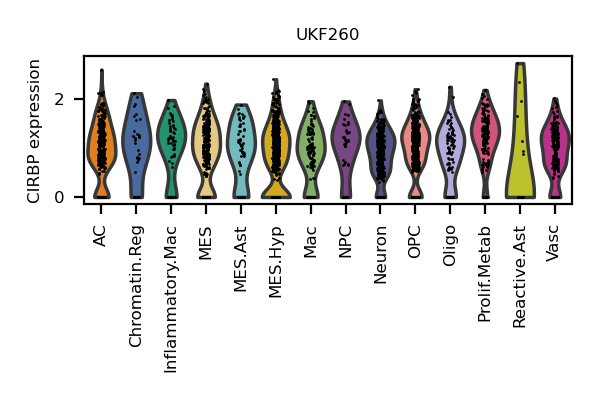 UKF260
CIRBP expression
2
0
AC
Chromatin.Reg
Inflammatory.Mac
MES
MES.Ast
MES.Hyp
Mac
NPC
Neuron
OPC
Oligo
Prolif.Metab
Reactive.Ast
Vasc